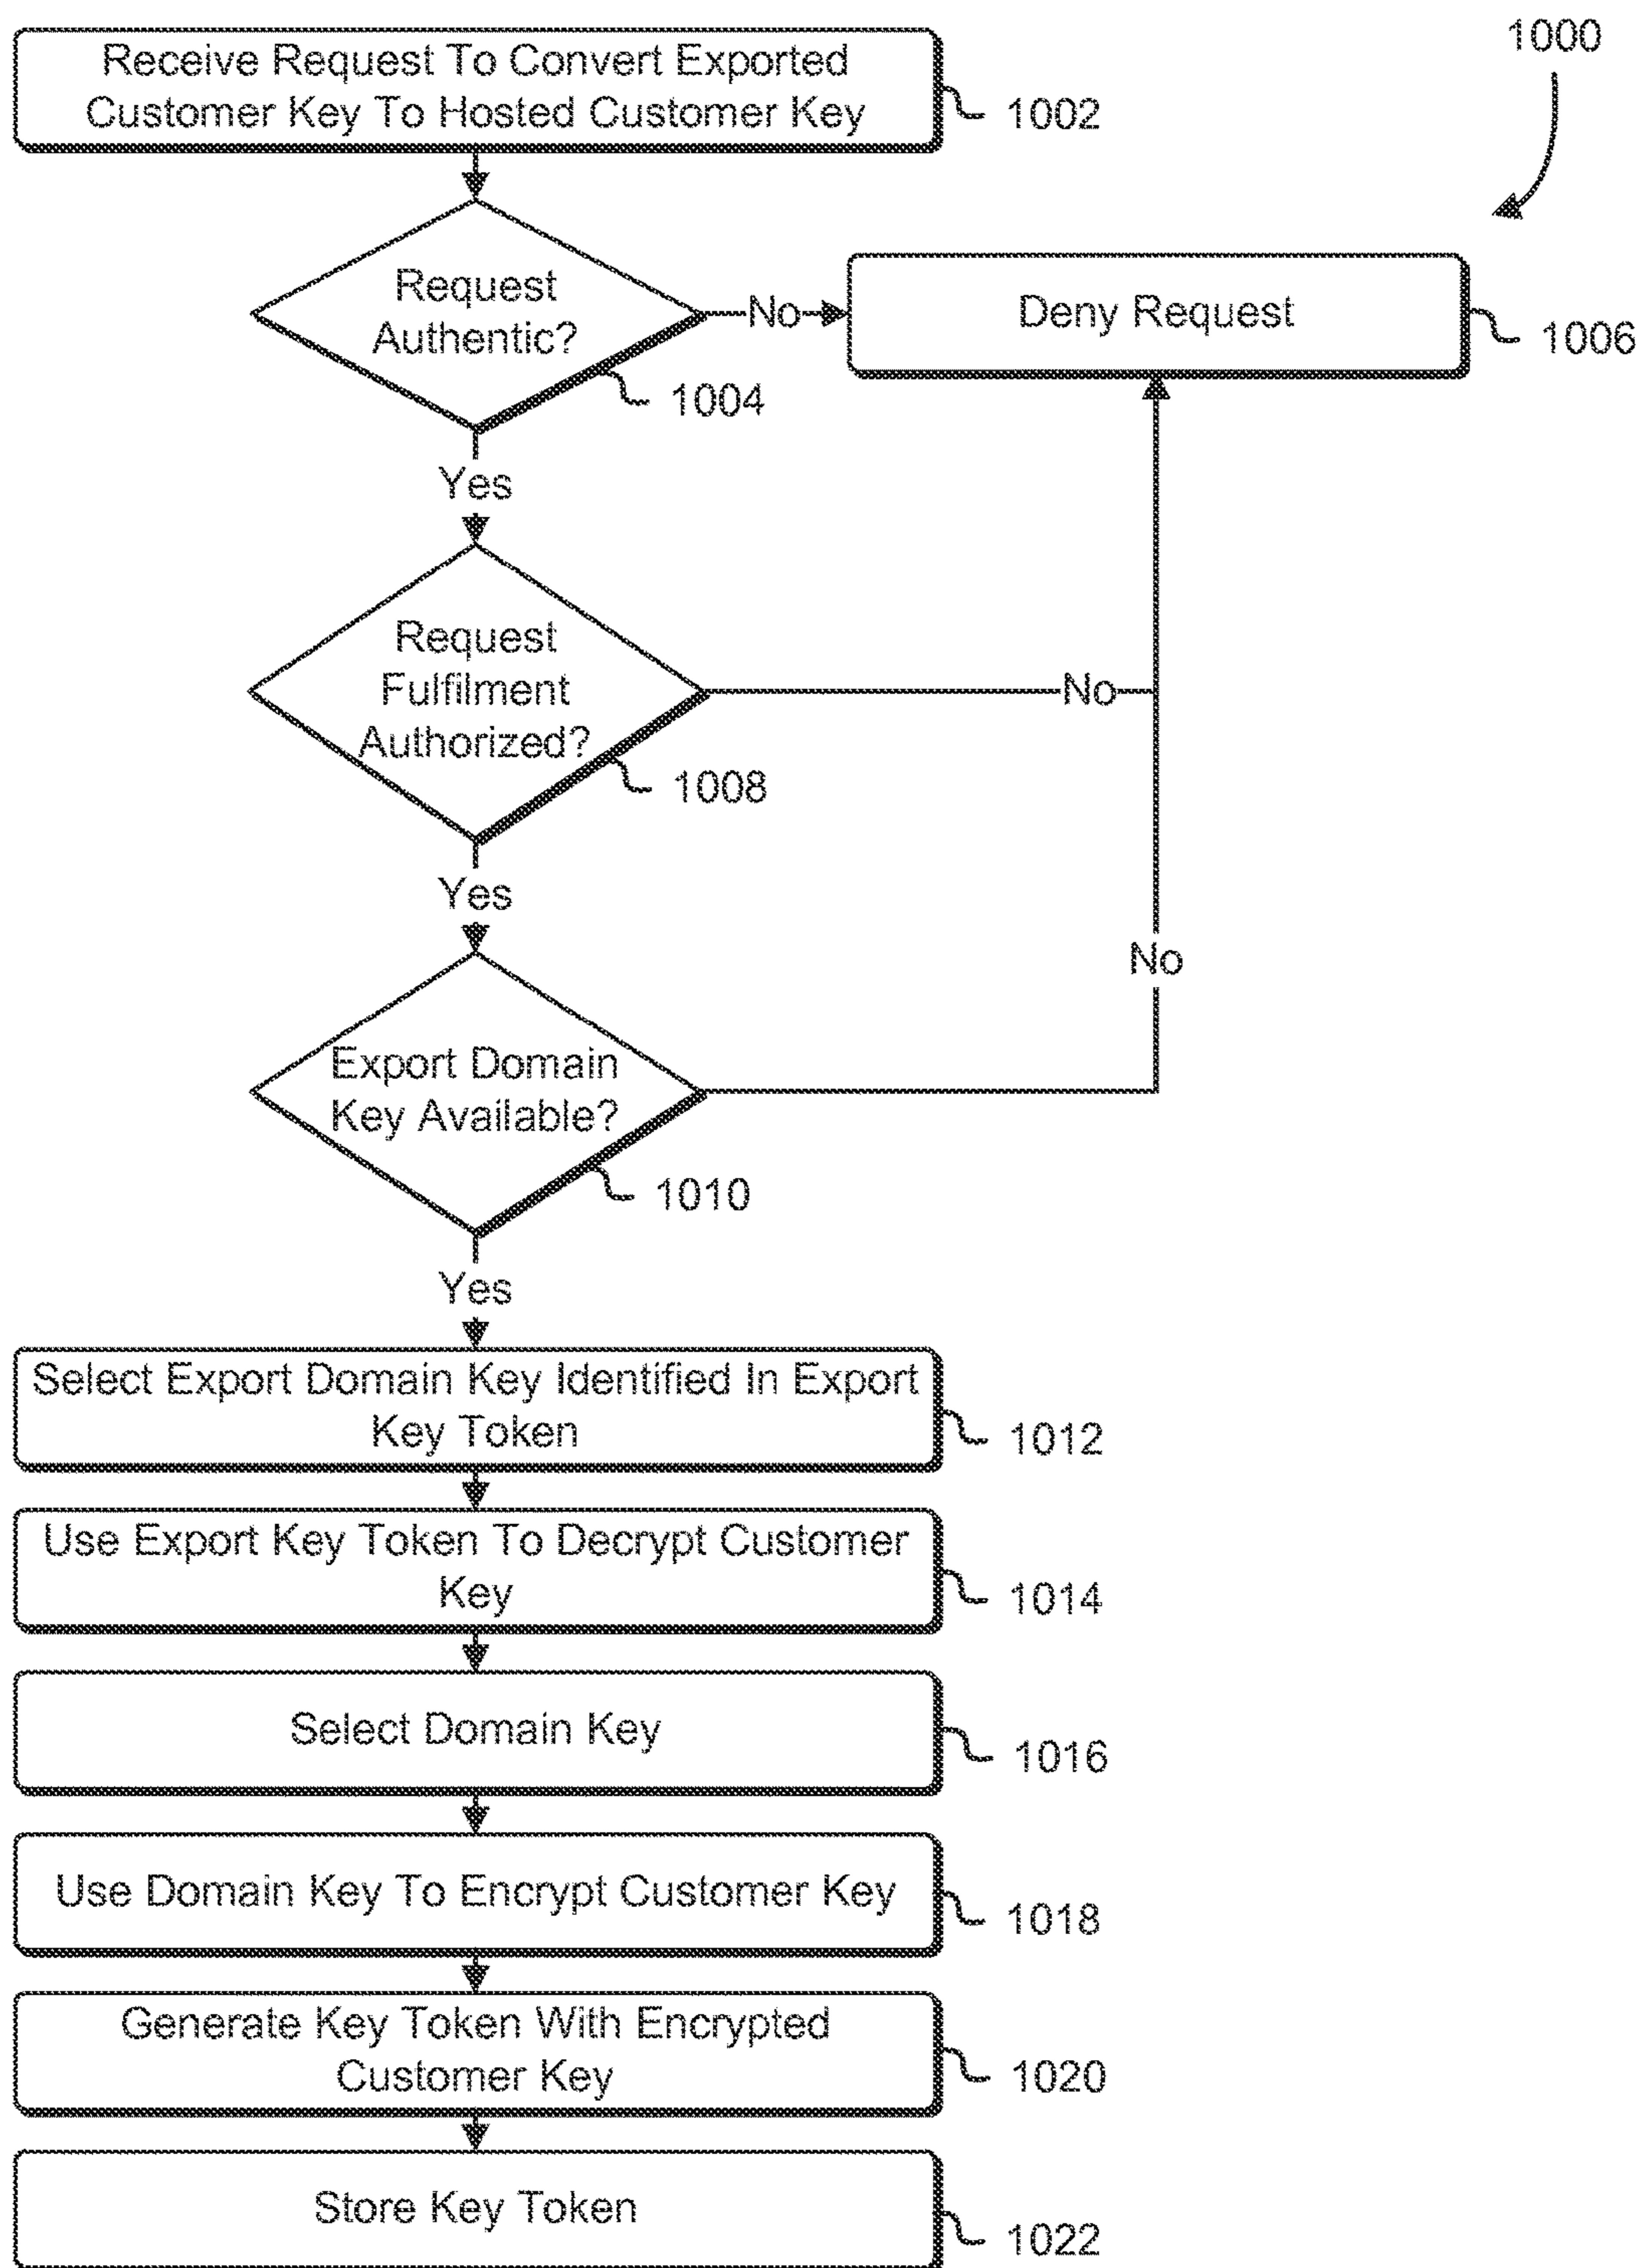 1000
Receive Request To Convert Exported
Customer Key To Hosted Customer Key
1002
Request
Authentic?
No
Deny Request
1006
1004
Yes
Request
Fulfilment
Authorized?
No
1008
Yes
No
Export Domain
Key Available?
1010
Yes
Select Export Domain Key Identified In Export
Key Token
1012
Use Export Key Token To Decrypt Customer
Key
1014
Select Domain Key
1016
Use Domain Key To Encrypt Customer Key
1018
Generate Key Token With Encrypted
Customer Key
1020
Store Key Token
1022